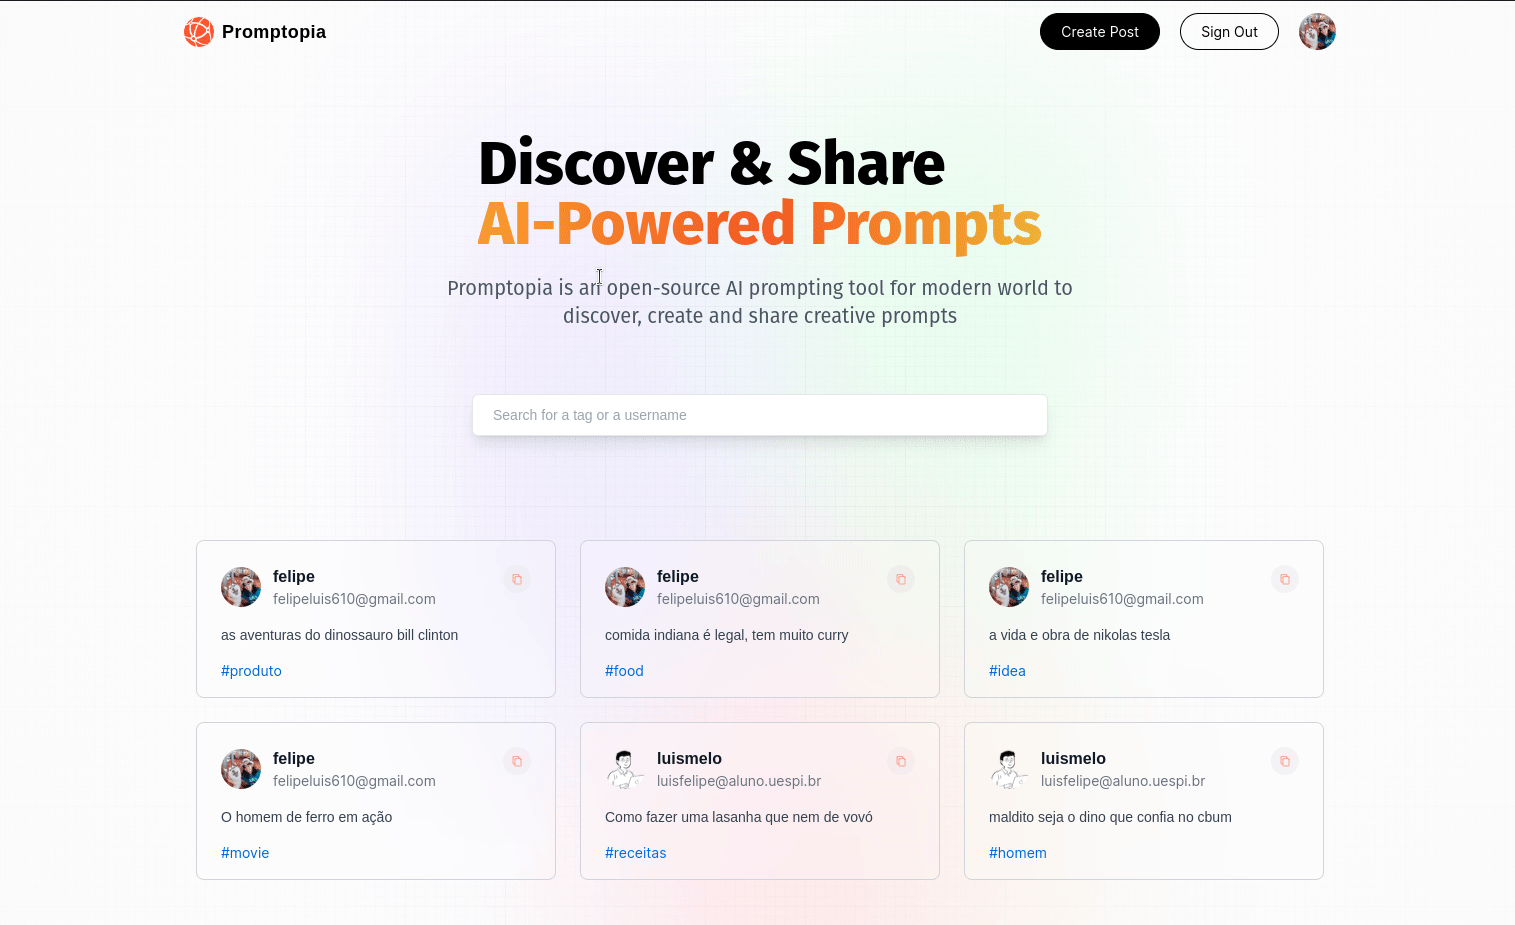 Promptopia
Create Post
Sign Out
Discover & Share
AI-Powered Prompts
Promptopia is an open-source AI prompting tool for modern world to
discover, create and share creative prompts
Search for a tag or a username
felipe
felipeluis610@gmail.com
as aventuras do dinossauro bill clinton
#produto
felipe
felipeluis610@gmail.com
comida indiana é legal, tem muito curry
#food
felipe
felipeluis610@gmail.com
a vida e obra de nikolas tesla
#idea
felipe
felipeluis610@gmail.com
O homem de ferro em ação
#movie
luismelo
luisfelipe@aluno.uespi.br
Como fazer uma lasanha que nem de vovó
#receitas
luismelo
luisfelipe@aluno.uespi.br
maldito seja o dino que confia no cbum
#homem